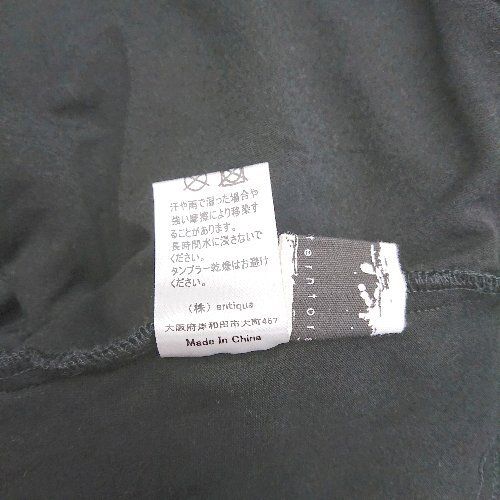 汗や雨で湿った場合や
強い摩擦により移染す
ることがあります。
長時間水に浸さないで
ください。
タンブラー乾燥はお避け
ください。
(株) antiqua
大阪府岸和田市大町467
Made In China